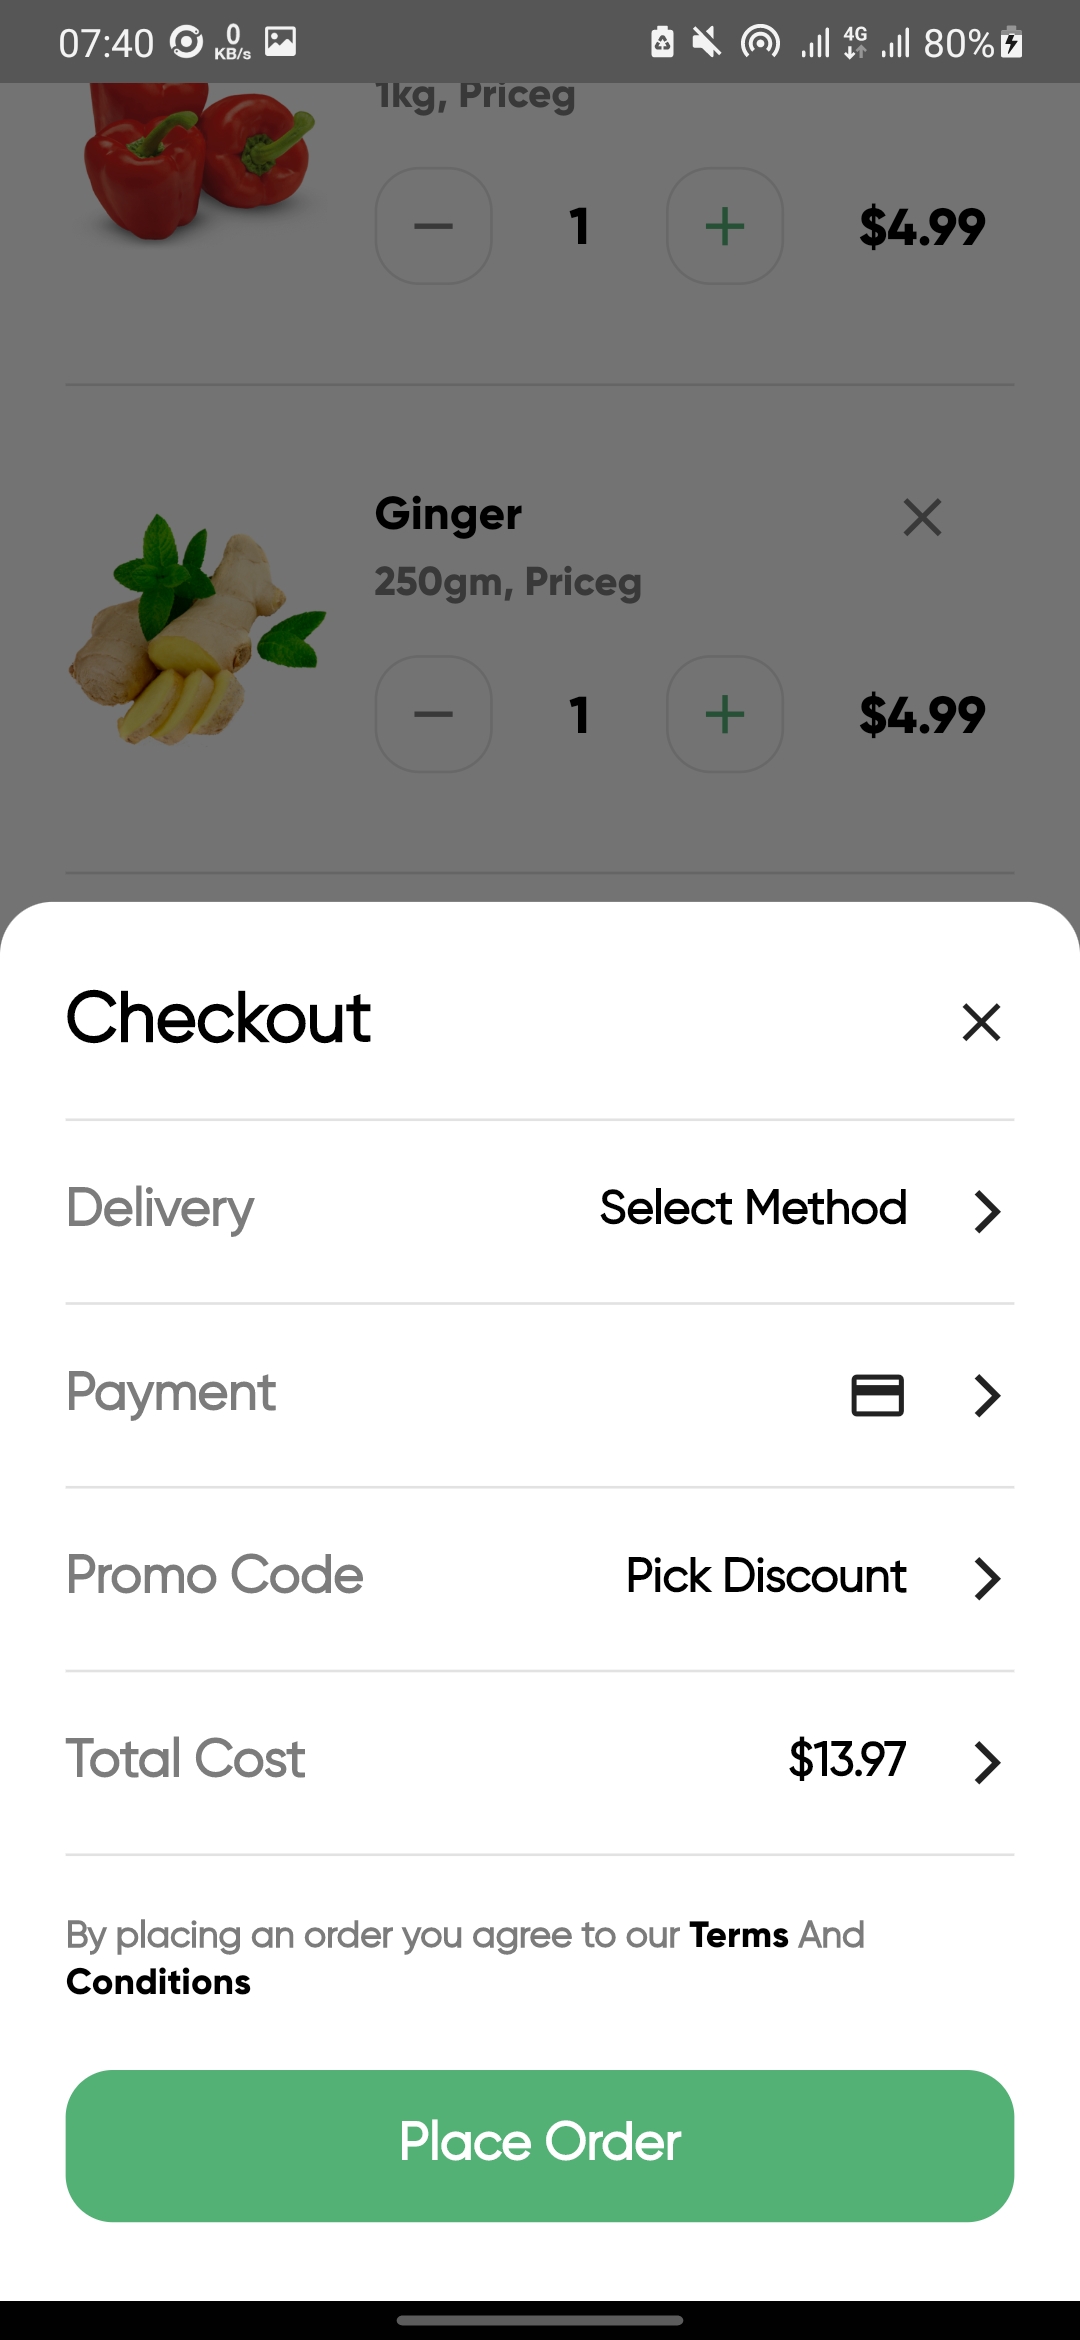 07:40 0 KB/s 4G 80%
1kg, Priceg
1 $4.99
Ginger
250gm, Priceg
1 $4.99
Checkout
Delivery Select Method
Payment
Promo Code Pick Discount
Total Cost $13.97
By placing an order you agree to our Terms And
Conditions
Place Order